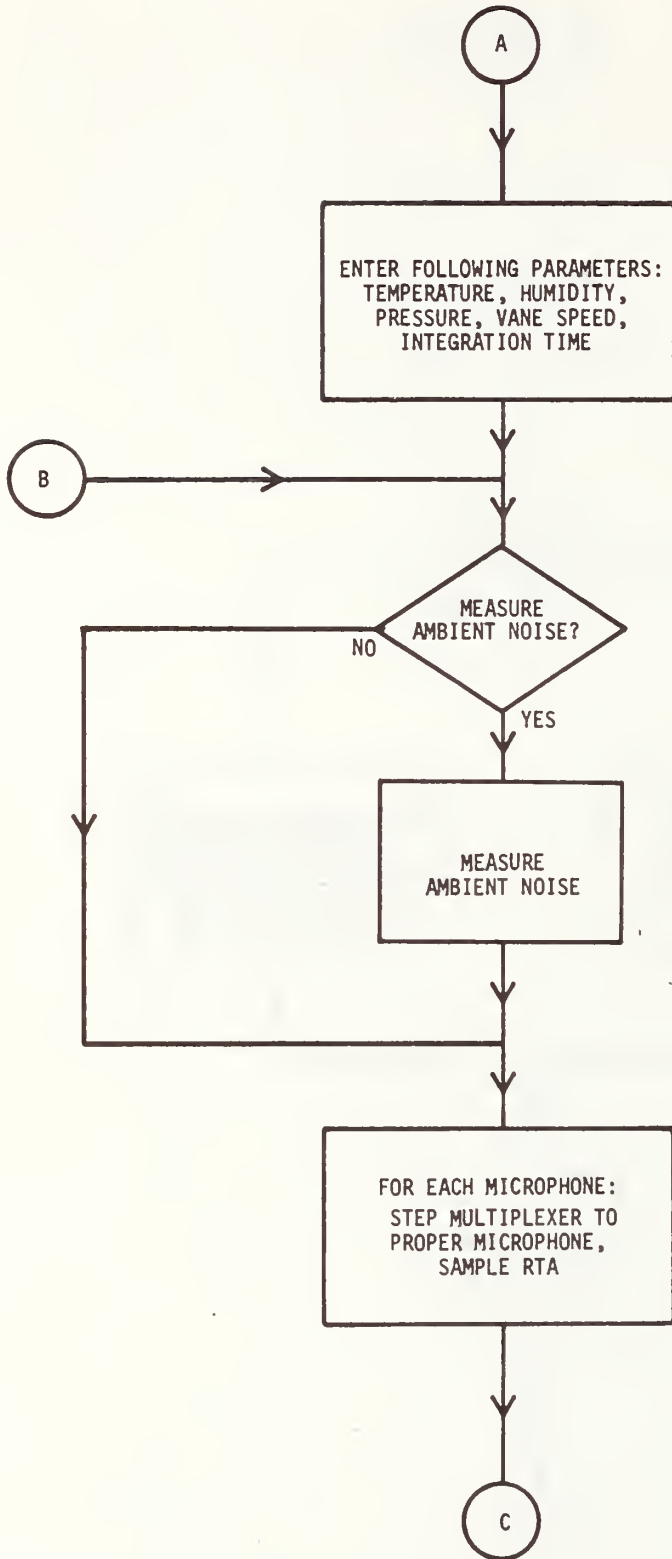 A
ENTER FOLLOWING PARAMETERS:
TEMPERATURE, HUMIDITY,
PRESSURE, VANE SPEED,
INTEGRATION TIME
B
MEASURE
AMBIENT NOISE?
NO
YES
MEASURE
AMBIENT NOISE
FOR EACH MICROPHONE:
STEP MULTIPLEXER TO
PROPER MICROPHONE,
SAMPLE RTA
C